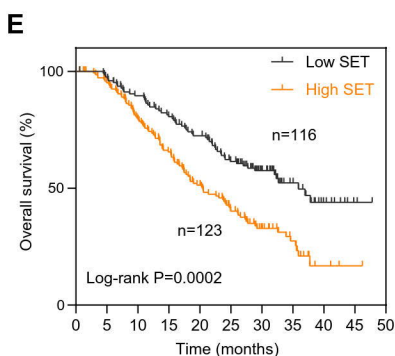 E
Low SET
High SET
100
n=116
Overall survival (%)
50
n=123
Log-rank P=0.0002
0
0 5 10 15 20 25 30 35 40 45 50
Time (months)